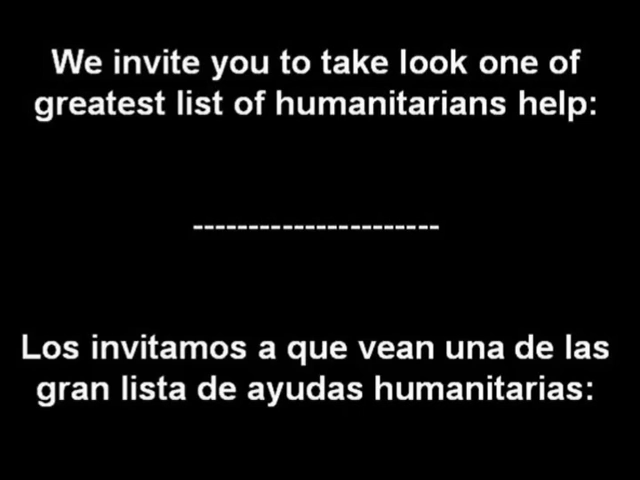 We invite you to take look one of
greatest list of humanitarians help:
----------------------
Los invitamos a que vean una de las
gran lista de ayudas humanitarias: